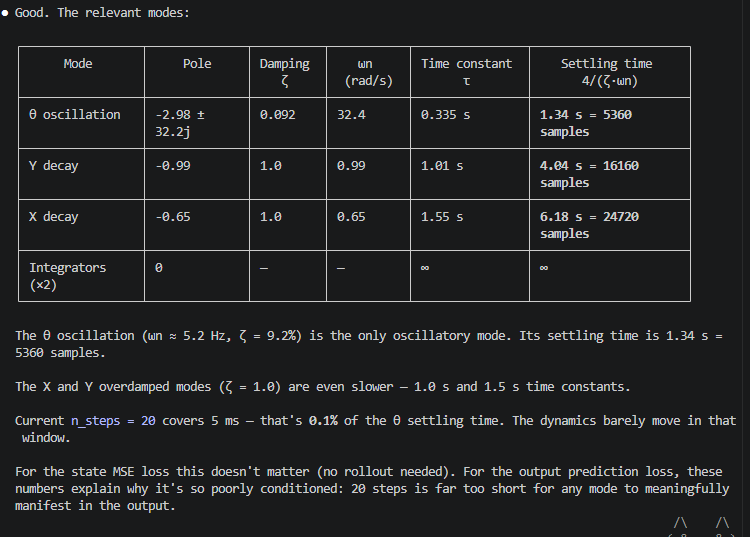 ● Good. The relevant modes:
Mode Pole Damping ωn Time constant Settling time
ζ (rad/s) τ 4/(ζ·ωn)
θ oscillation -2.98 ± 0.092 32.4 0.335 s 1.34 s = 5360
32.2j samples
Y decay -0.99 1.0 0.99 1.01 s 4.04 s = 16160
samples
X decay -0.65 1.0 0.65 1.55 s 6.18 s = 24720
samples
Integrators 0 — — ∞ ∞
(×2)
The θ oscillation (ωn ≈ 5.2 Hz, ζ = 9.2%) is the only oscillatory mode. Its settling time is 1.34 s =
5360 samples.
The X and Y overdamped modes (ζ = 1.0) are even slower — 1.0 s and 1.5 s time constants.
Current n_steps = 20 covers 5 ms — that's 0.1% of the θ settling time. The dynamics barely move in that
window.
For the state MSE loss this doesn't matter (no rollout needed). For the output prediction loss, these
numbers explain why it's so poorly conditioned: 20 steps is far too short for any mode to meaningfully
manifest in the output.
/\ /\